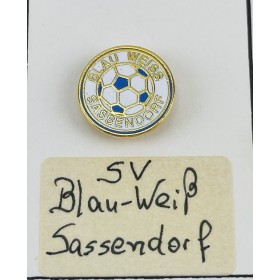 BLAU WEISS
SASSENDORF
SV
Blau-Weiß
Sassendorf